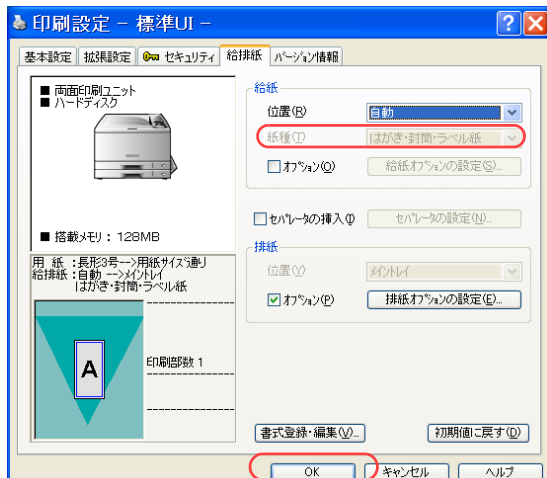 印刷設定 - 標準UI -
基本設定 拡張設定 セキュリティ 給排紙 バージョン情報
■ 両面印刷ユニット
■ ハードディスク
■ 搭載メモリ：128MB
用 紙：長形3号-->用紙サイズ通り
給排紙：自動 -->メイントレイ
はがき・封筒・ラベル紙
A
印刷部数 1
給紙
位置(R) 自動
紙種(T) はがき・封筒・ラベル紙
オプション(O) 給紙オプションの設定(S)...
セパレータの挿入(I) セパレータの設定(N)...
排紙
位置(Y) メイントレイ
オプション(P) 排紙オプションの設定(E)...
書式登録・編集(V)... 初期値に戻す(D)
OK キャンセル ヘルプ